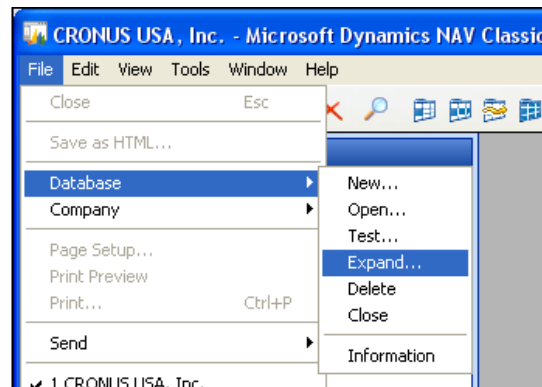 CRONUS USA, Inc. - Microsoft Dynamics NAV Classic
File Edit View Tools Window Help
Close Esc
Save as HTML...
Database
Company
Page Setup...
Print Preview
Print... Ctrl+P
Send
1 CRONUS USA, Inc.
New...
Open...
Test...
Expand...
Delete
Close
Information